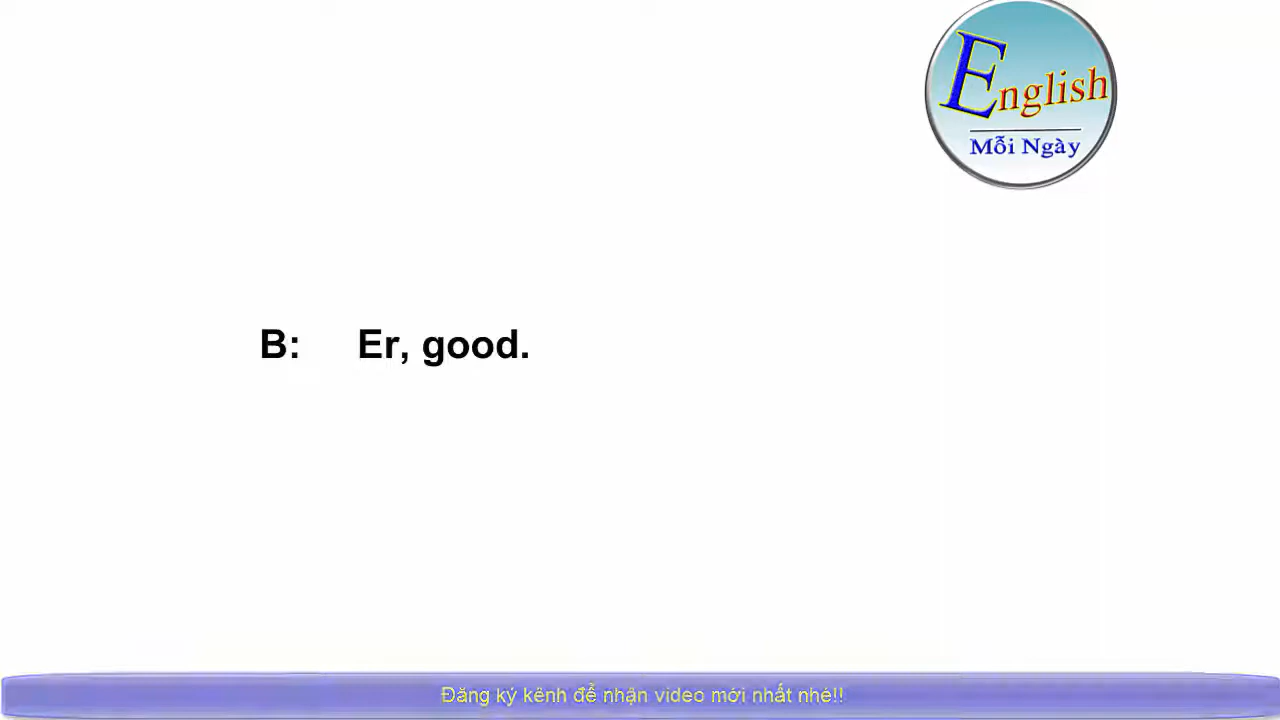 English
Mỗi Ngày
B: Er, good.
Đăng ký kênh để nhận video mới nhất nhé!!